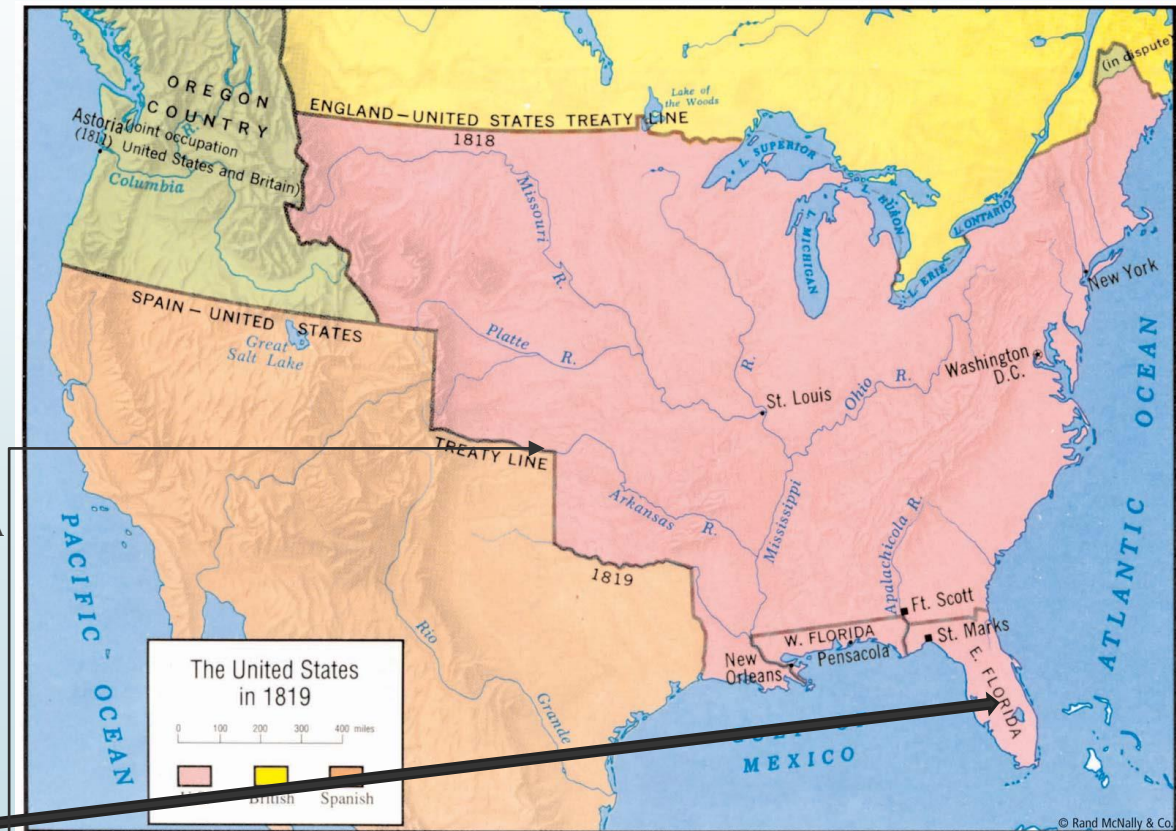 OREGON
COUNTRY
Astoria
(1811)
Joint occupation
United States and Britain)
Columbia
R.
ENGLAND—UNITED STATES TREATY LINE
1818
Lake of
the Woods
(in dispute)
L. SUPERIOR
L. MICHIGAN
L. HURON
L. ONTARIO
L. ERIE
Missouri
R.
New York
SPAIN — UNITED STATES
Great
Salt Lake
Platte R.
R.
St. Louis
Ohio R.
Washington
D.C.
TREATY LINE
Arkansas R.
Mississippi
Apalachicola R.
1819
Ft. Scott
St. Marks
W. FLORIDA
Pensacola
E. FLORIDA
New
Orleans
Rio
Grande
PACIFIC - OCEAN
ATLANTIC OCEAN
MEXICO
The United States
in 1819
0 100 200 300 400 miles
British Spanish
© Rand McNally & Co.